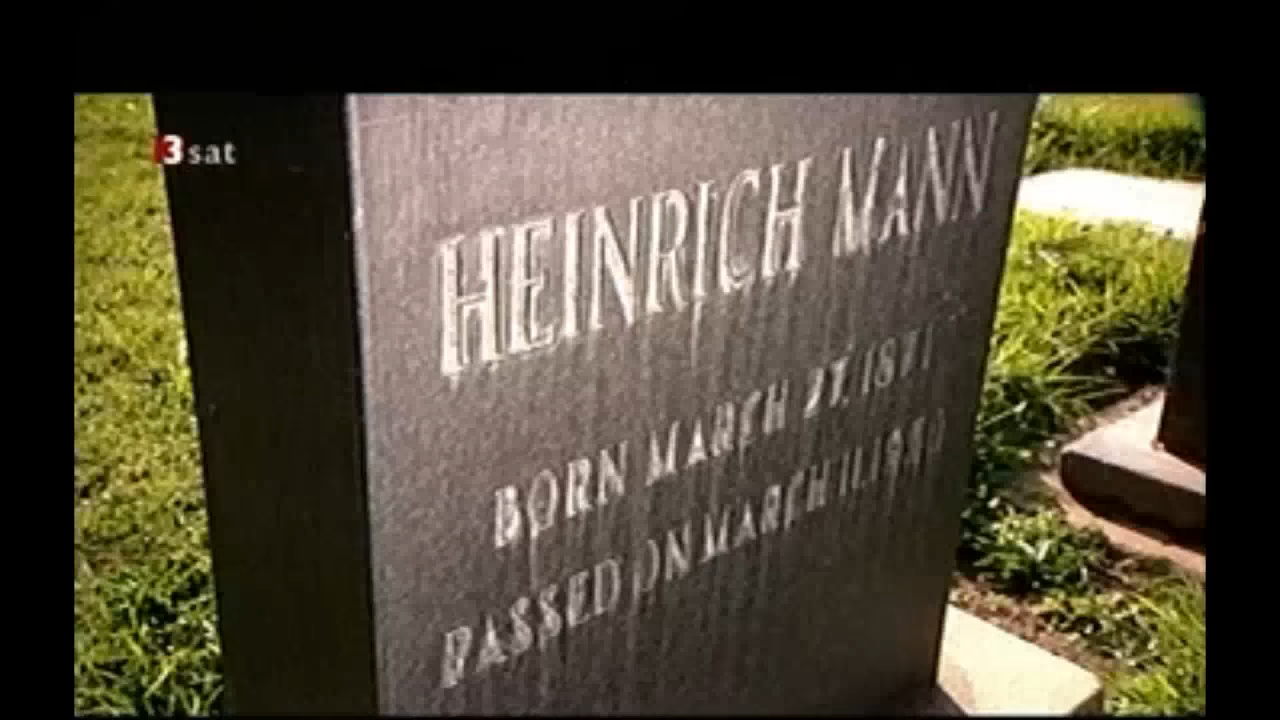 3sat
HEINRICH MANN
BORN MARCH 27, 1871
PASSED ON MARCH 11, 1950